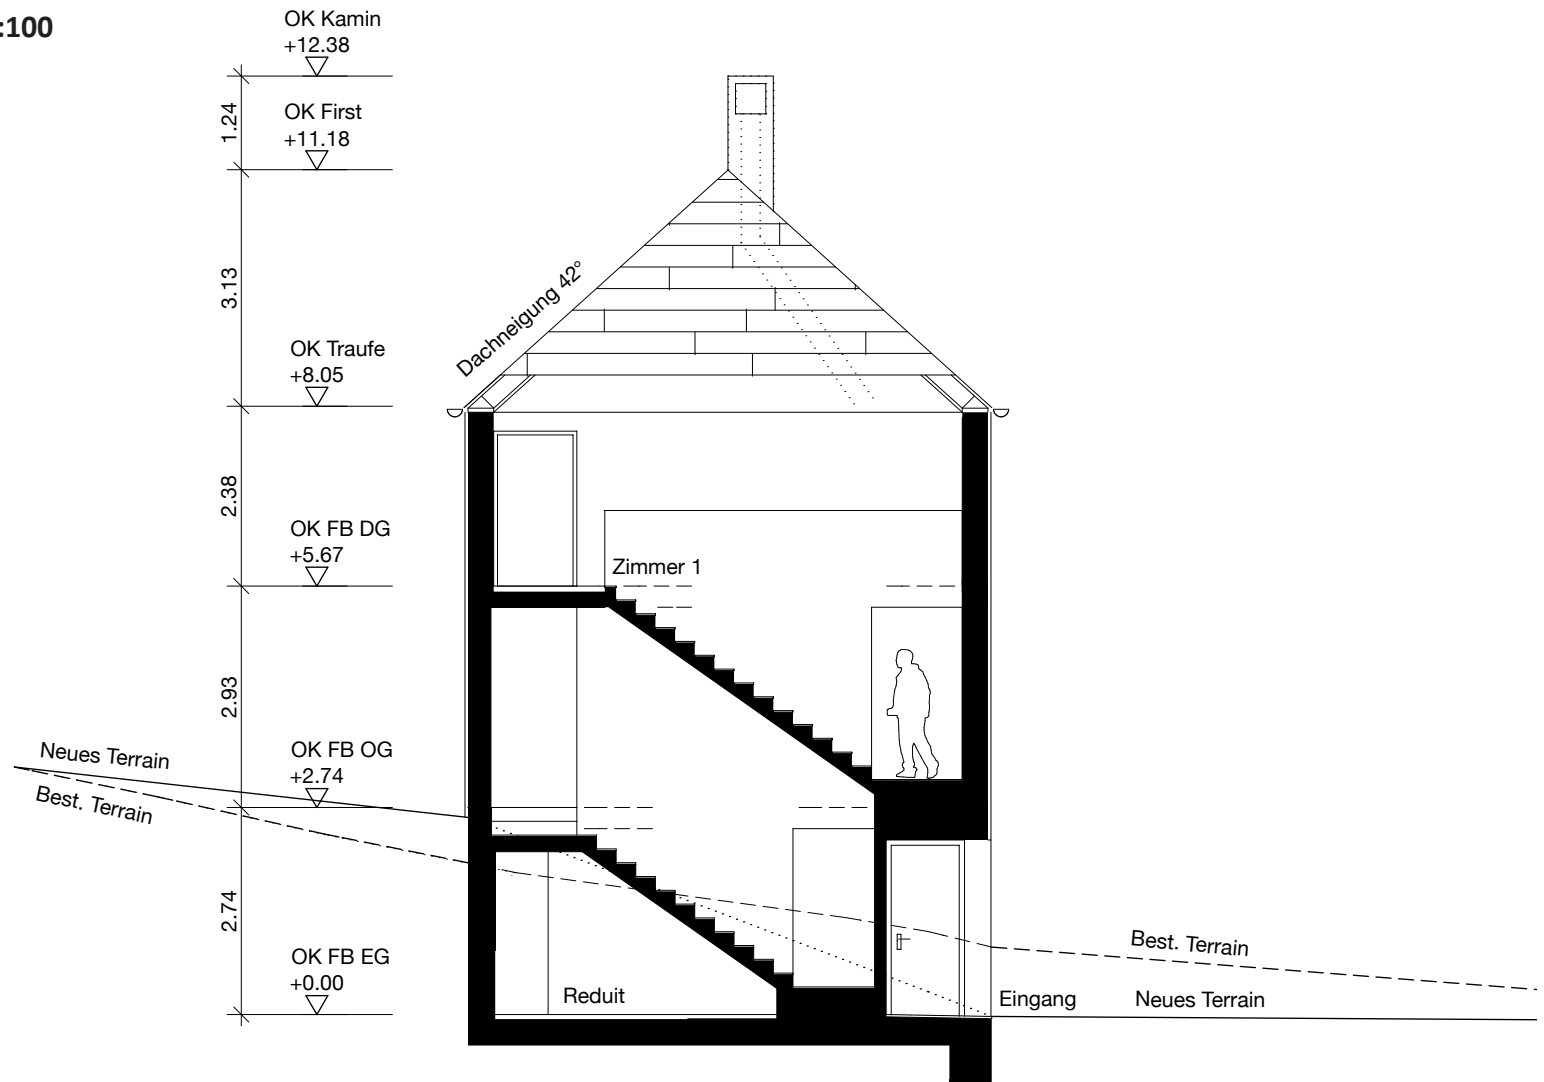 :100
OK Kamin
+12.38
1.24
OK First
+11.18
3.13
Dachneigung 42°
OK Traufe
+8.05
2.38
OK FB DG
+5.67
Zimmer 1
2.93
Neues Terrain
OK FB OG
+2.74
Best. Terrain
2.74
OK FB EG
+0.00
Reduit
Best. Terrain
Eingang
Neues Terrain